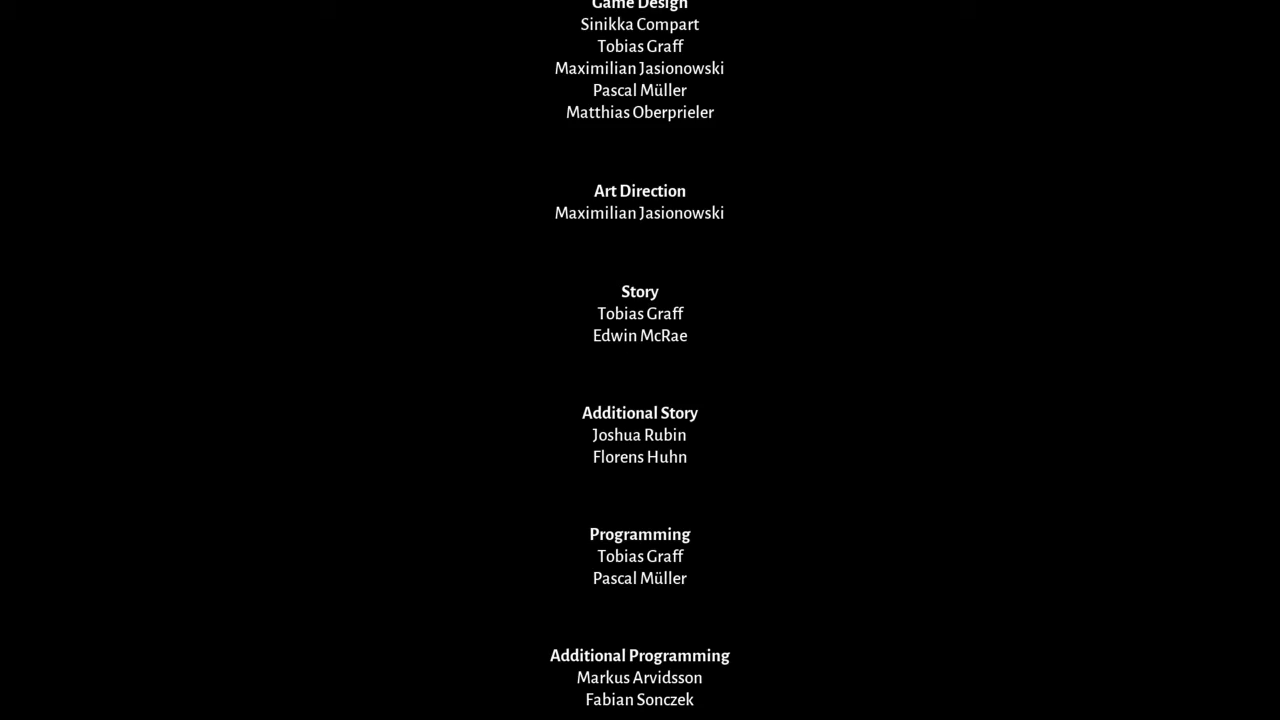 Game Design
Sinikka Compart
Tobias Graff
Maximilian Jasionowski
Pascal Müller
Matthias Oberprieler
Art Direction
Maximilian Jasionowski
Story
Tobias Graff
Edwin McRae
Additional Story
Joshua Rubin
Florens Huhn
Programming
Tobias Graff
Pascal Müller
Additional Programming
Markus Arvidsson
Fabian Sonczek